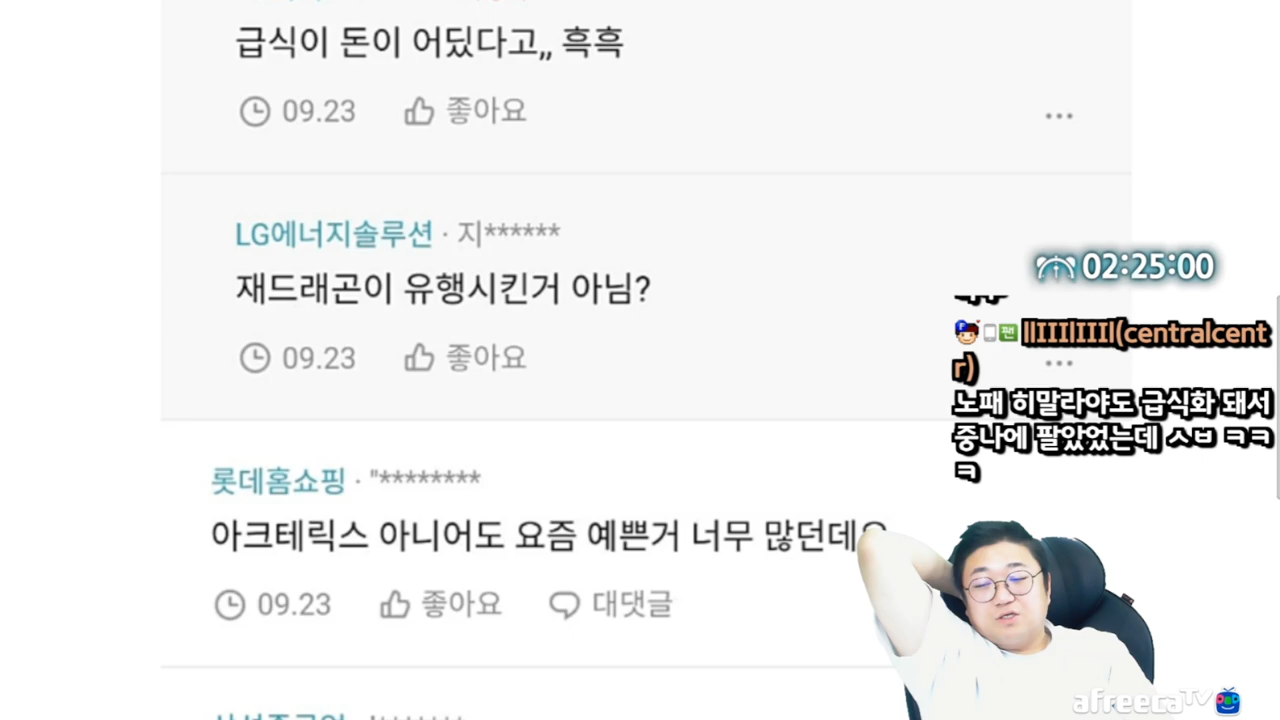 급식이 돈이 어딨다고,, 흑흑
09.23 좋아요
LG에너지솔루션 · 지******
재드래곤이 유행시킨거 아님?
09.23 좋아요
롯데홈쇼핑 · "********
아크테릭스 아니어도 요즘 예쁜거 너무 많던데요
09.23 좋아요 대댓글
02:25:00
llIIIlIIIl(centralcent
r)
노패 히말라야도 급식화 돼서
중나에 팔았었는데 ㅅㅂ ㅋㅋ
ㅋ
afreecaTV